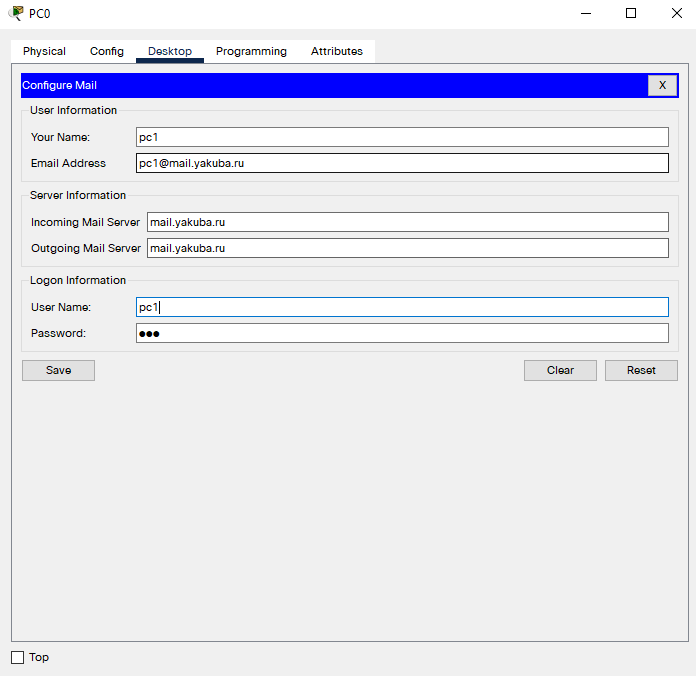 PC0
Physical Config Desktop Programming Attributes
Configure Mail X
User Information
Your Name: pc1
Email Address pc1@mail.yakuba.ru
Server Information
Incoming Mail Server mail.yakuba.ru
Outgoing Mail Server mail.yakuba.ru
Logon Information
User Name: pc1
Password: ●●●
Save Clear Reset
Top